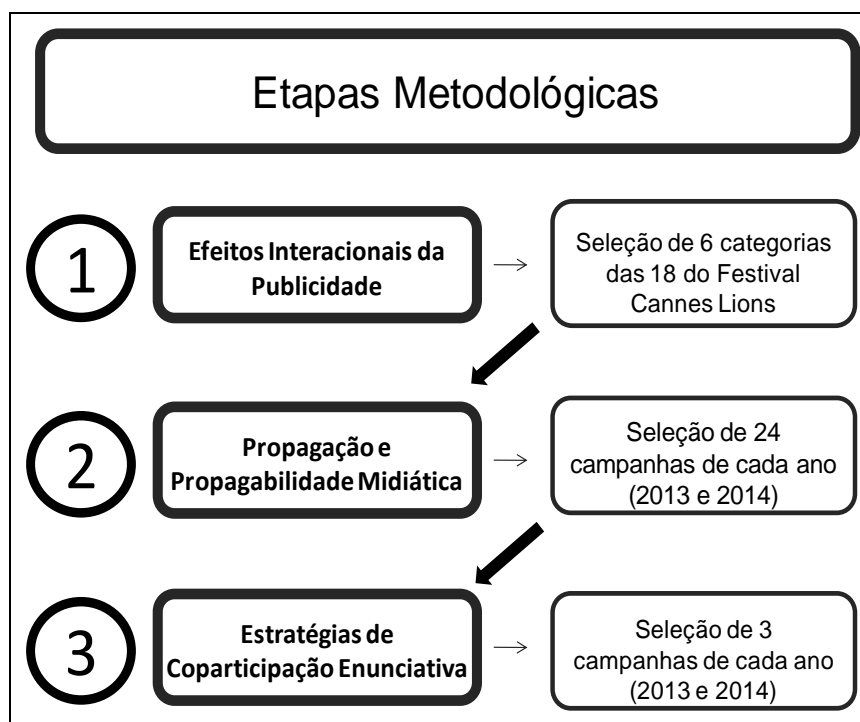 Etapas Metodológicas
1
Efeitos Interacionais da
Publicidade
→
Seleção de 6 categorias
das 18 do Festival
Cannes Lions
2
Propagação e
Propagabilidade Midiática
→
Seleção de 24
campanhas de cada ano
(2013 e 2014)
3
Estratégias de
Coparticipação Enunciativa
→
Seleção de 3
campanhas de cada ano
(2013 e 2014)